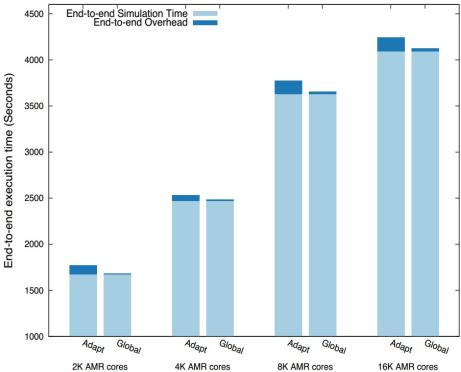 End-to-end Simulation Time
End-to-end Overhead
End-to-end execution time (Seconds)
4500
4000
3500
3000
2500
2000
1500
1000
Adapt Global Adapt Global Adapt Global Adapt Global
2K AMR cores 4K AMR cores 8K AMR cores 16K AMR cores